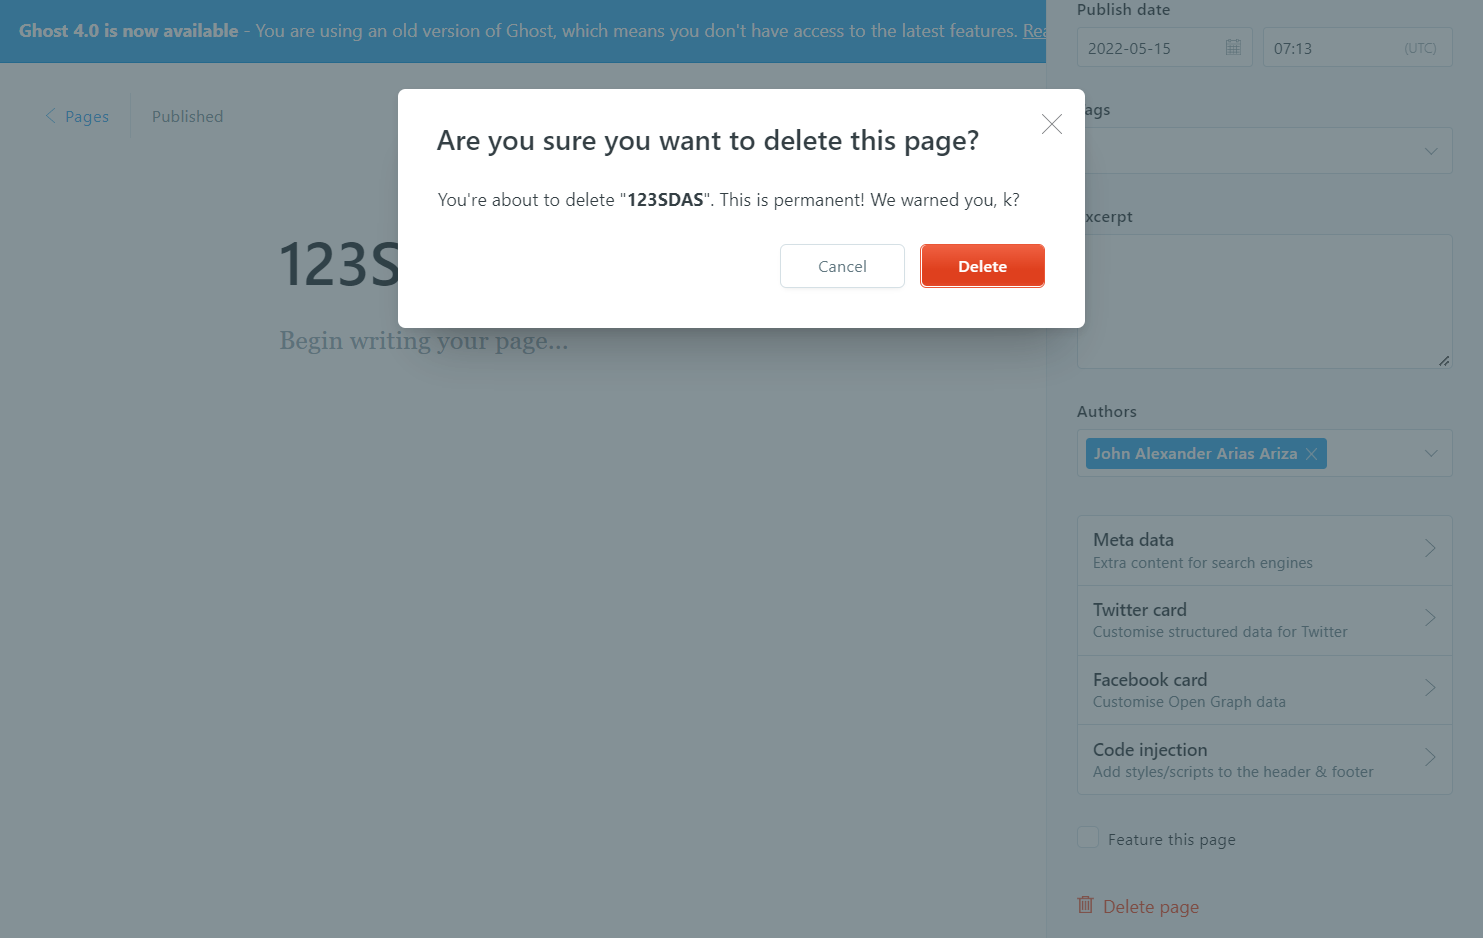 Ghost 4.0 is now available - You are using an old version of Ghost, which means you don't have access to the latest features.
Pages
Published
Are you sure you want to delete this page?
You're about to delete "123SDAS". This is permanent! We warned you, k?
Cancel
Delete
123S
Begin writing your page...
Publish date
2022-05-15
07:13
(UTC)
ags
xcerpt
Authors
John Alexander Arias Ariza
Meta data
Extra content for search engines
Twitter card
Customise structured data for Twitter
Facebook card
Customise Open Graph data
Code injection
Add styles/scripts to the header & footer
Feature this page
Delete page